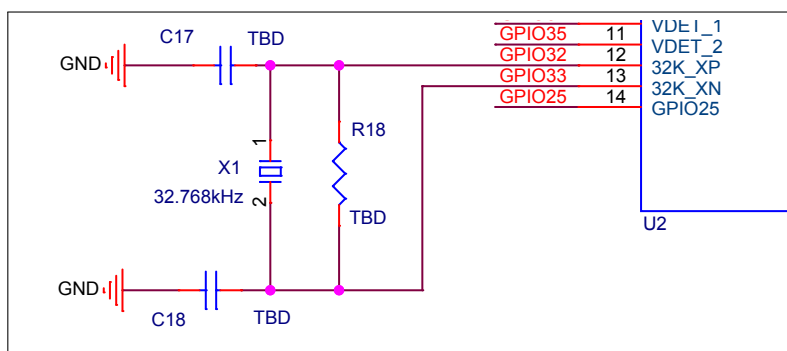 VDET_1
GPIO35 11 VDET_2
GPIO32 12 32K_XP
GPIO33 13 32K_XN
GPIO25 14 GPIO25
U2
C17 TBD
GND
1
X1
32.768kHz
2
R18
TBD
GND
C18 TBD